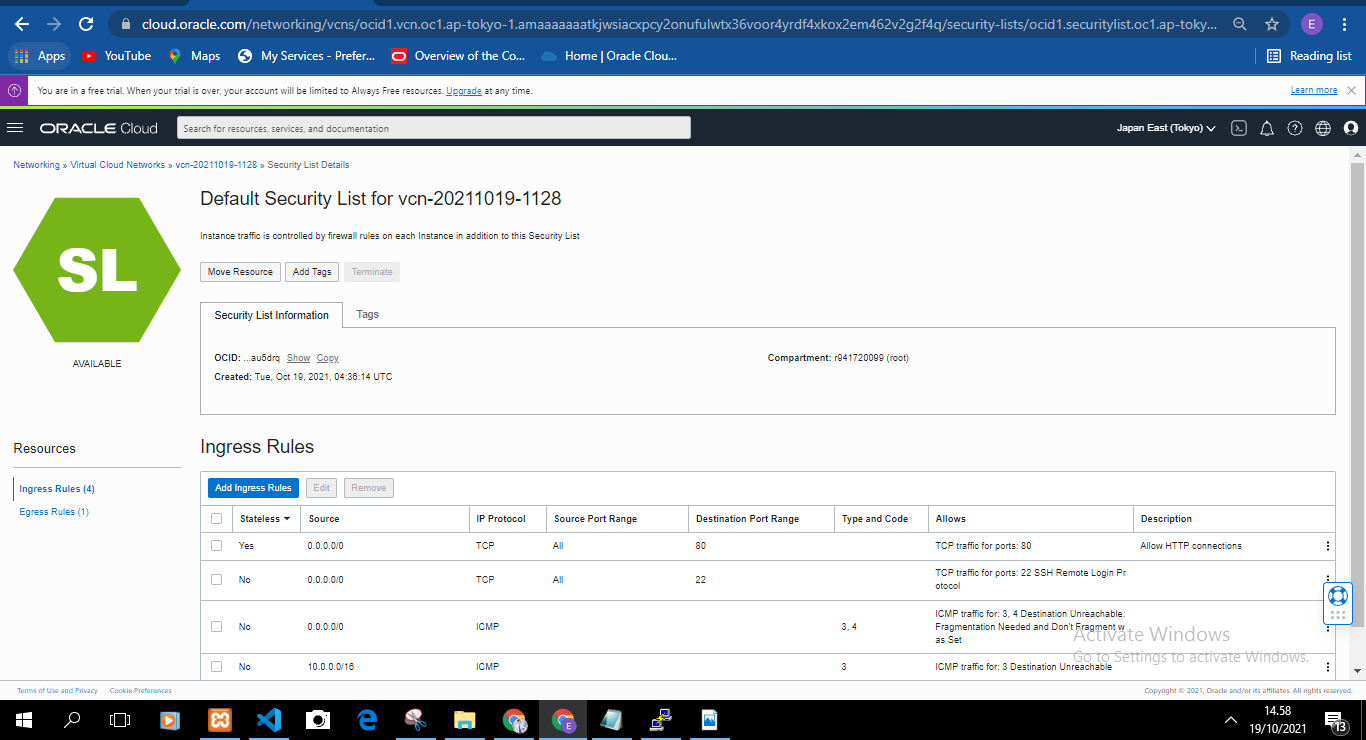 cloud.oracle.com/networking/vcns/ocid1.vcn.oc1.ap-tokyo-1.amaaaaaaatkjwsiacxpcy2onufulwtx36voor4yrdf4xkox2em462v2g2f4q/security-lists/ocid1.securitylist.oc1.ap-toky...
E
Apps YouTube Maps My Services - Prefer... Overview of the Co... Home | Oracle Clou... Reading list
You are in a free trial. When your trial is over, your account will be limited to Always Free resources. Upgrade at any time. Learn more
ORACLE Cloud Search for resources, services, and documentation Japan East (Tokyo)
Networking » Virtual Cloud Networks » vcn-20211019-1128 » Security List Details
SL
AVAILABLE
Default Security List for vcn-20211019-1128
Instance traffic is controlled by firewall rules on each Instance in addition to this Security List
Move Resource Add Tags Terminate
Security List Information Tags
OCID: ...au5drq Show Copy Compartment: r941720099 (root)
Created: Tue, Oct 19, 2021, 04:36:14 UTC
Resources
Ingress Rules (4)
Egress Rules (1)
Ingress Rules
Add Ingress Rules Edit Remove
Stateless Source IP Protocol Source Port Range Destination Port Range Type and Code Allows Description
Yes 0.0.0.0/0 TCP All 80 TCP traffic for ports: 80 Allow HTTP connections
No 0.0.0.0/0 TCP All 22 TCP traffic for ports: 22 SSH Remote Login Pr
otocol
No 0.0.0.0/0 ICMP 3, 4 ICMP traffic for: 3, 4 Destination Unreachable:
Fragmentation Needed and Don't Fragment w
as Set
No 10.0.0.0/16 ICMP 3 ICMP traffic for: 3 Destination Unreachable
Activate Windows
Go to Settings to activate Windows.
Terms of Use and Privacy Cookie Preferences Copyright © 2021, Oracle and/or its affiliates. All rights reserved.
14.58
19/10/2021
13